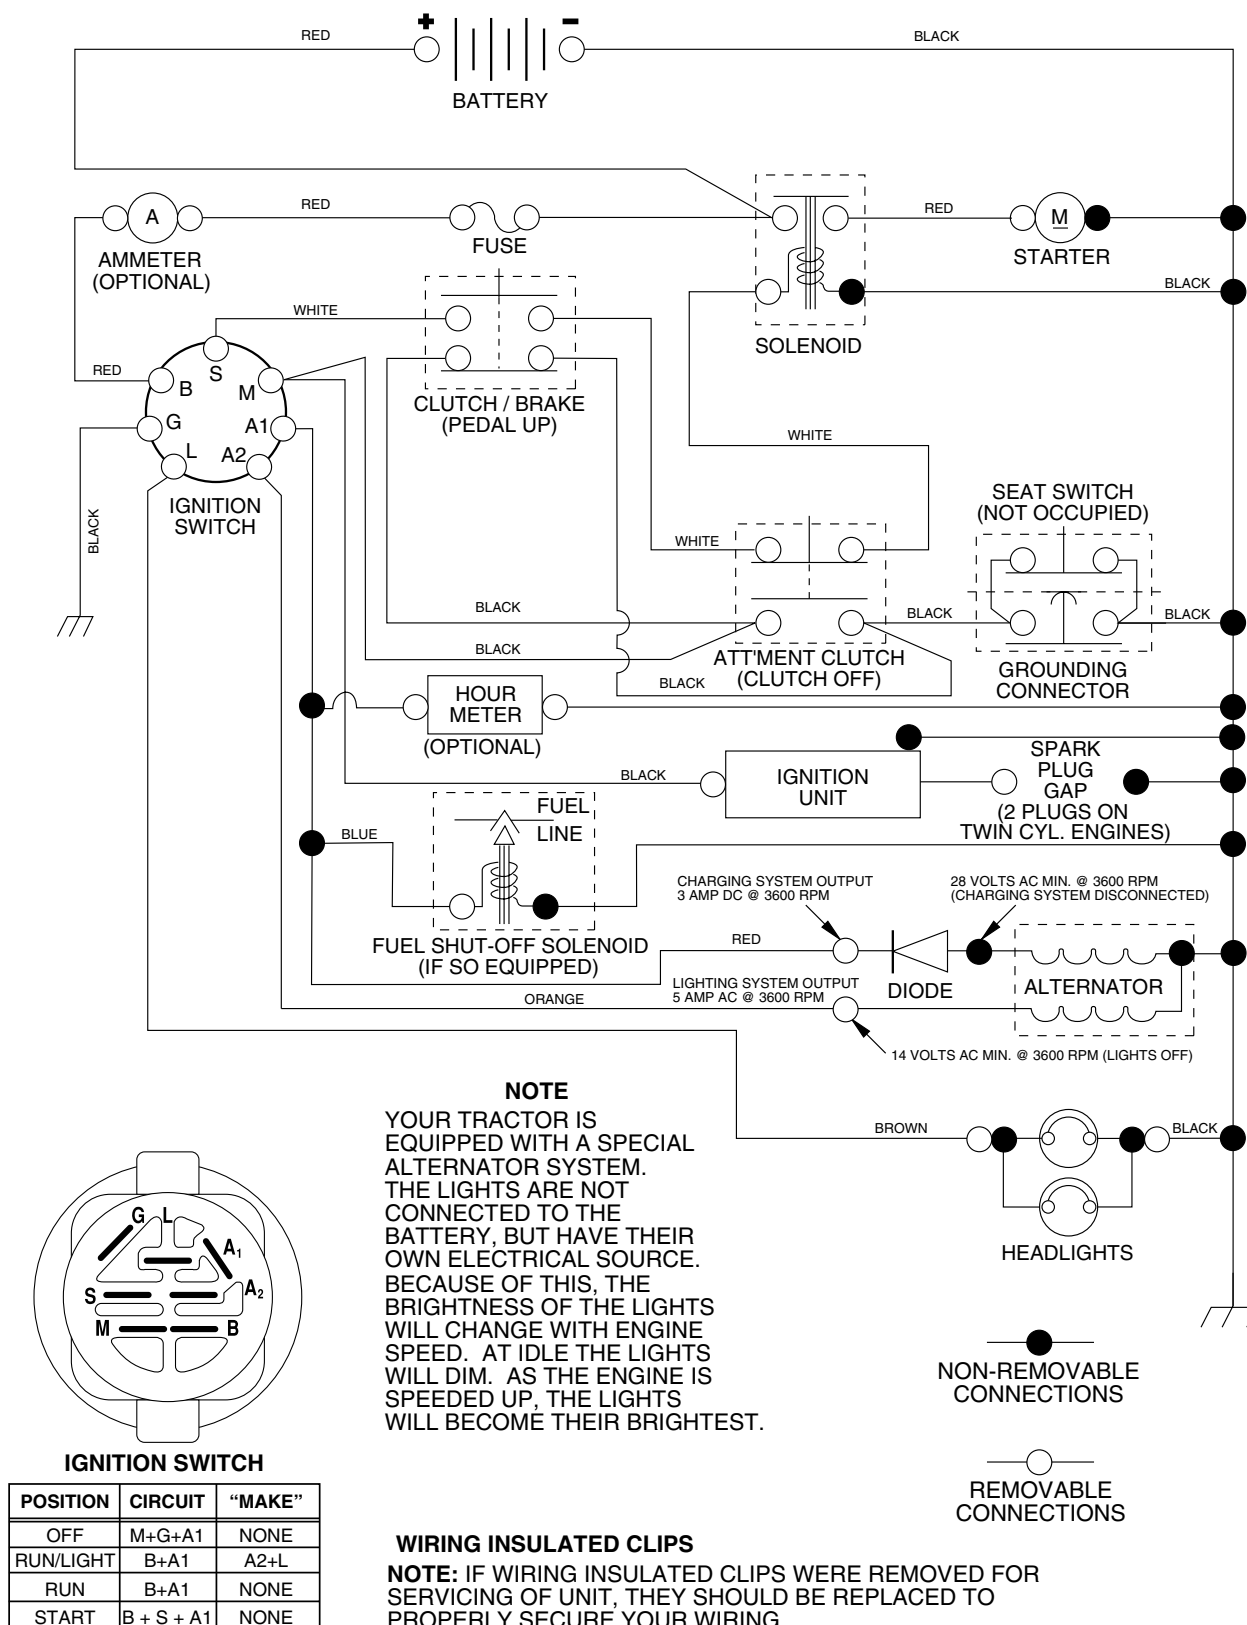 + -
RED
BLACK
BATTERY
A
RED
FUSE
RED
M
AMMETER
(OPTIONAL)
STARTER
BLACK
WHITE
SOLENOID
S
RED
B
M
CLUTCH / BRAKE
(PEDAL UP)
G
A1
L
A2
WHITE
IGNITION
SWITCH
BLACK
SEAT SWITCH
(NOT OCCUPIED)
WHITE
BLACK
BLACK
BLACK
BLACK
ATT'MENT CLUTCH
(CLUTCH OFF)
BLACK
GROUNDING
CONNECTOR
HOUR
METER
(OPTIONAL)
BLACK
IGNITION
UNIT
SPARK
PLUG
GAP
(2 PLUGS ON
TWIN CYL. ENGINES)
FUEL
LINE
BLUE
CHARGING SYSTEM OUTPUT
3 AMP DC @ 3600 RPM
28 VOLTS AC MIN. @ 3600 RPM
(CHARGING SYSTEM DISCONNECTED)
FUEL SHUT-OFF SOLENOID
(IF SO EQUIPPED)
RED
DIODE
ALTERNATOR
LIGHTING SYSTEM OUTPUT
5 AMP AC @ 3600 RPM
ORANGE
14 VOLTS AC MIN. @ 3600 RPM (LIGHTS OFF)
NOTE
YOUR TRACTOR IS
EQUIPPED WITH A SPECIAL
ALTERNATOR SYSTEM.
THE LIGHTS ARE NOT
CONNECTED TO THE
BATTERY, BUT HAVE THEIR
OWN ELECTRICAL SOURCE.
BECAUSE OF THIS, THE
BRIGHTNESS OF THE LIGHTS
WILL CHANGE WITH ENGINE
SPEED. AT IDLE THE LIGHTS
WILL DIM. AS THE ENGINE IS
SPEEDED UP, THE LIGHTS
WILL BECOME THEIR BRIGHTEST.
BROWN
BLACK
HEADLIGHTS
G L
A1
S
A2
M
B
NON-REMOVABLE
CONNECTIONS
REMOVABLE
CONNECTIONS
IGNITION SWITCH
POSITION CIRCUIT “MAKE”
OFF M+G+A1 NONE
RUN/LIGHT B+A1 A2+L
RUN B+A1 NONE
START B + S + A1 NONE
WIRING INSULATED CLIPS
NOTE: IF WIRING INSULATED CLIPS WERE REMOVED FOR
SERVICING OF UNIT, THEY SHOULD BE REPLACED TO
PROPERLY SECURE YOUR WIRING